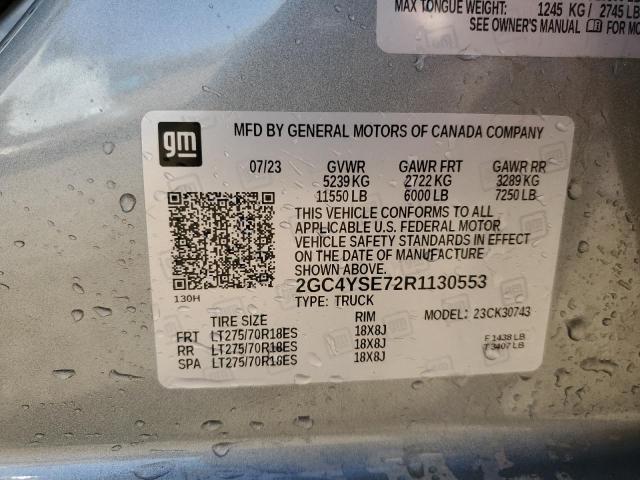 MAX TONGUE WEIGHT: 1245 KG / 2745 LB
SEE OWNER'S MANUAL FOR MO
gm
MFD BY GENERAL MOTORS OF CANADA COMPANY
07/23 GVWR GAWR FRT GAWR RR
5239 KG 2722 KG 3289 KG
11550 LB 6000 LB 7250 LB
THIS VEHICLE CONFORMS TO ALL
APPLICABLE U.S. FEDERAL MOTOR
VEHICLE SAFETY STANDARDS IN EFFECT
ON THE DATE OF MANUFACTURE
SHOWN ABOVE.
130H
2GC4YSE72R1130553
TYPE: TRUCK MODEL: 23CK30743
TIRE SIZE RIM
FRT LT275/70R18ES 18X8J
RR LT275/70R18ES 18X8J
SPA LT275/70R18ES 18X8J
F 1438 LB
T 3407 LB